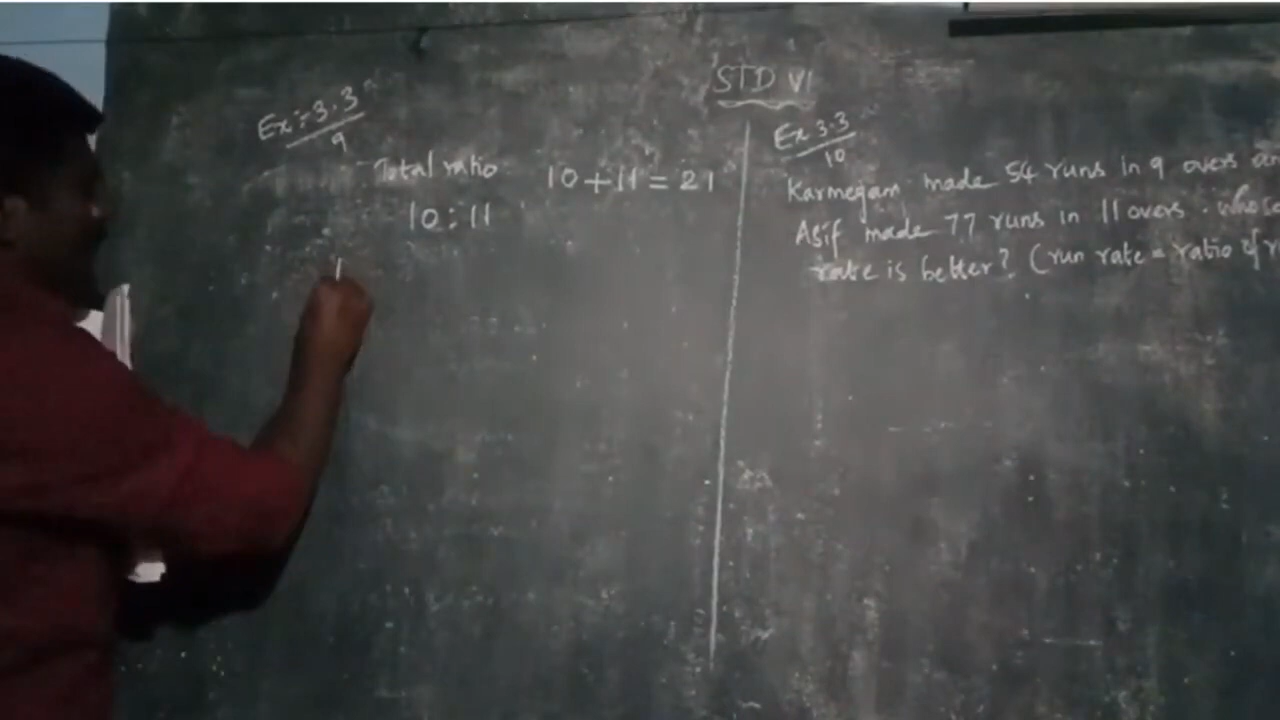 STD VI
Ex:- 3.3
9
Total ratio 10 + 11 = 21
10 : 11
1
Ex 3.3
10
Karmegam made 54 runs in 9 overs
Asif made 77 runs in 11 overs. whose
rate is better? (run rate = ratio of